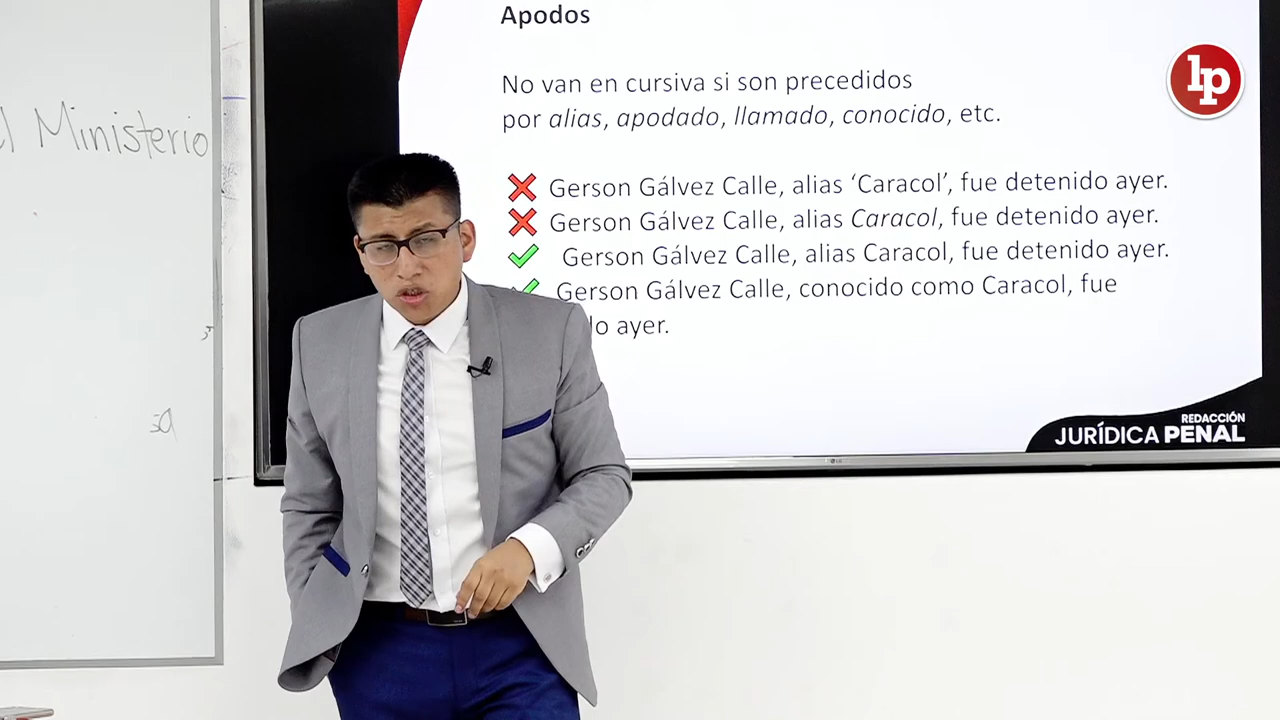 Apodos
No van en cursiva si son precedidos
por alias, apodado, llamado, conocido, etc.
Gerson Gálvez Calle, alias ‘Caracol’, fue detenido ayer.
Gerson Gálvez Calle, alias Caracol, fue detenido ayer.
Gerson Gálvez Calle, alias Caracol, fue detenido ayer.
Gerson Gálvez Calle, conocido como Caracol, fue
ayer.
lp
Ministerio
REDACCIÓN
JURÍDICA PENAL
LG